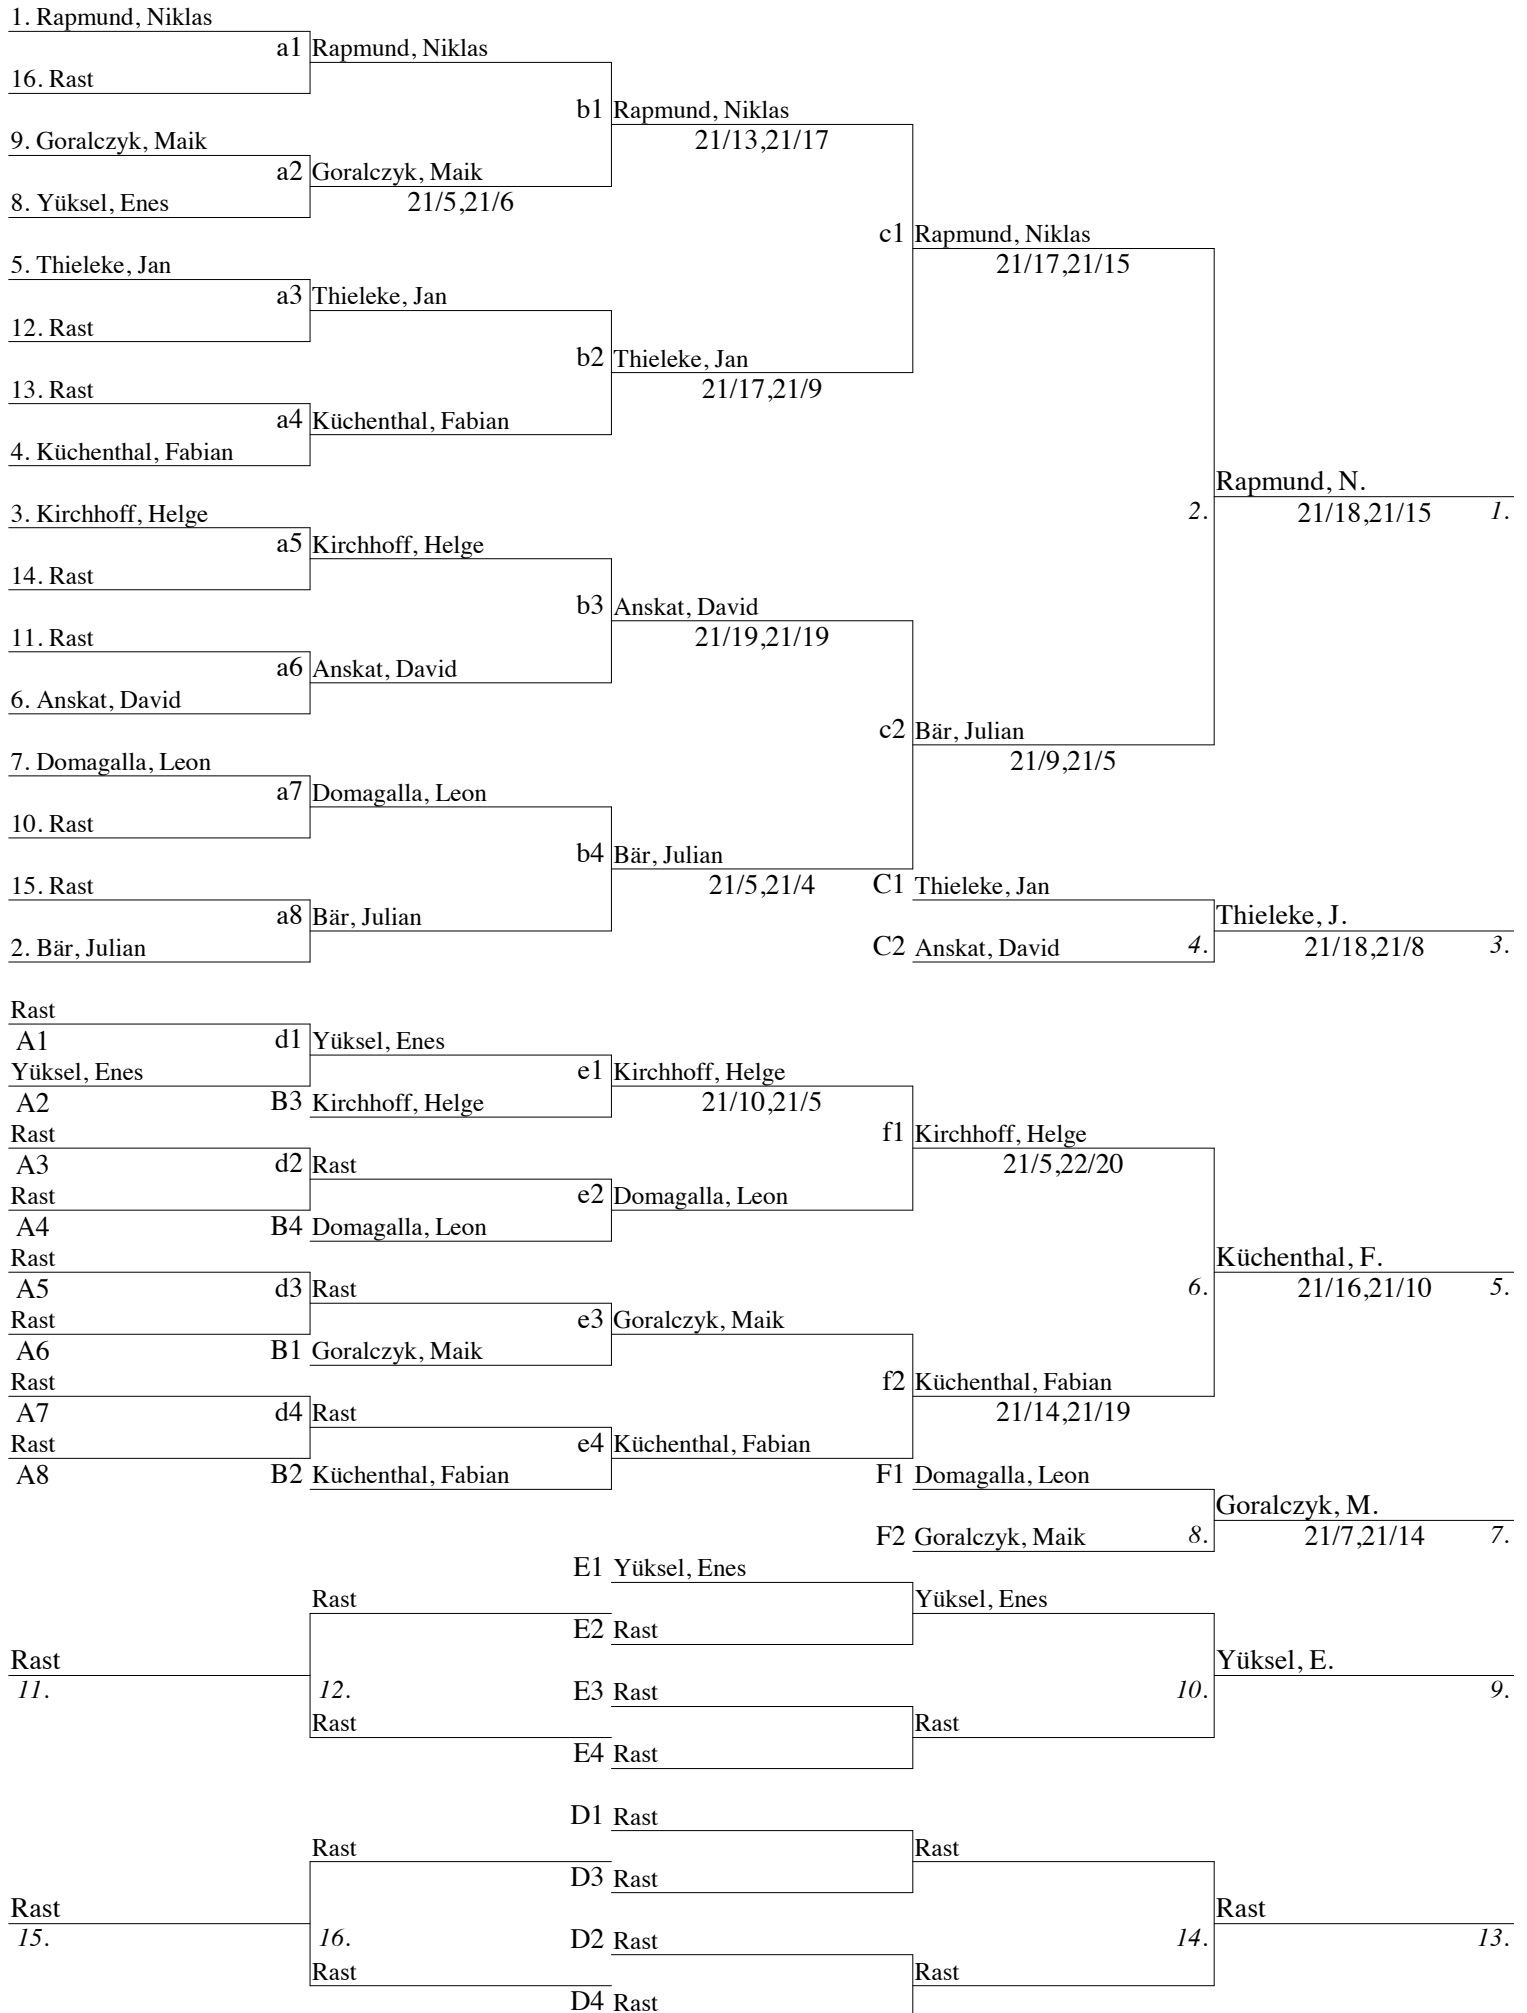 1. Rapmund, Niklas
a1 Rapmund, Niklas
16. Rast
b1 Rapmund, Niklas
21/13,21/17
9. Goralczyk, Maik
a2 Goralczyk, Maik
21/5,21/6
8. Yüksel, Enes
c1 Rapmund, Niklas
21/17,21/15
5. Thieleke, Jan
a3 Thieleke, Jan
12. Rast
b2 Thieleke, Jan
21/17,21/9
13. Rast
a4 Küchenthal, Fabian
4. Küchenthal, Fabian
Rapmund, N.
2. 21/18,21/15 1.
3. Kirchhoff, Helge
a5 Kirchhoff, Helge
14. Rast
b3 Anskat, David
21/19,21/19
11. Rast
a6 Anskat, David
6. Anskat, David
c2 Bär, Julian
21/9,21/5
7. Domagalla, Leon
a7 Domagalla, Leon
10. Rast
b4 Bär, Julian
21/5,21/4
15. Rast
a8 Bär, Julian
2. Bär, Julian
C1 Thieleke, Jan
Thieleke, J.
C2 Anskat, David 4. 21/18,21/8 3.
Rast
A1 d1 Yüksel, Enes
Yüksel, Enes
e1 Kirchhoff, Helge
21/10,21/5
A2 B3 Kirchhoff, Helge
Rast
f1 Kirchhoff, Helge
21/5,22/20
A3 d2 Rast
Rast
e2 Domagalla, Leon
A4 B4 Domagalla, Leon
Rast
Küchenthal, F.
6. 21/16,21/10 5.
A5 d3 Rast
Rast
e3 Goralczyk, Maik
A6 B1 Goralczyk, Maik
Rast
f2 Küchenthal, Fabian
21/14,21/19
A7 d4 Rast
Rast
e4 Küchenthal, Fabian
A8 B2 Küchenthal, Fabian
F1 Domagalla, Leon
Goralczyk, M.
F2 Goralczyk, Maik 8. 21/7,21/14 7.
E1 Yüksel, Enes
Rast
Yüksel, Enes
E2 Rast
Rast
Yüksel, E.
11. 12. E3 Rast 10. 9.
Rast
Rast
E4 Rast
D1 Rast
Rast
Rast
D3 Rast
Rast
Rast
15. 16. D2 Rast 14. 13.
Rast
Rast
D4 Rast